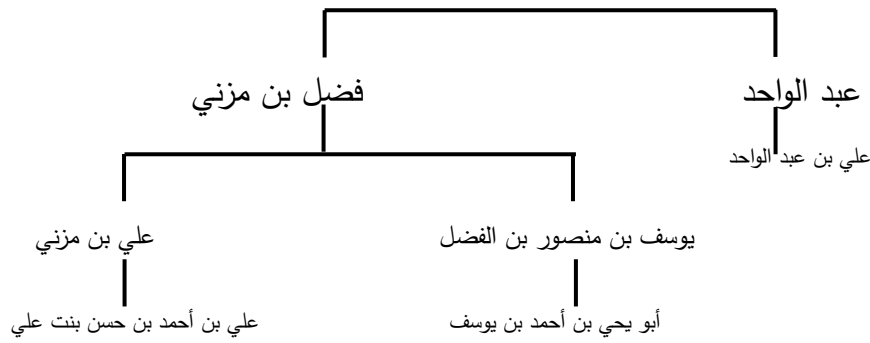 عبد الواحد
فضل بن مزني
علي بن عبد الواحد
يوسف بن منصور بن الفضل
علي بن مزني
أبو يحي بن أحمد بن يوسف
علي بن أحمد بن حسن بنت علي